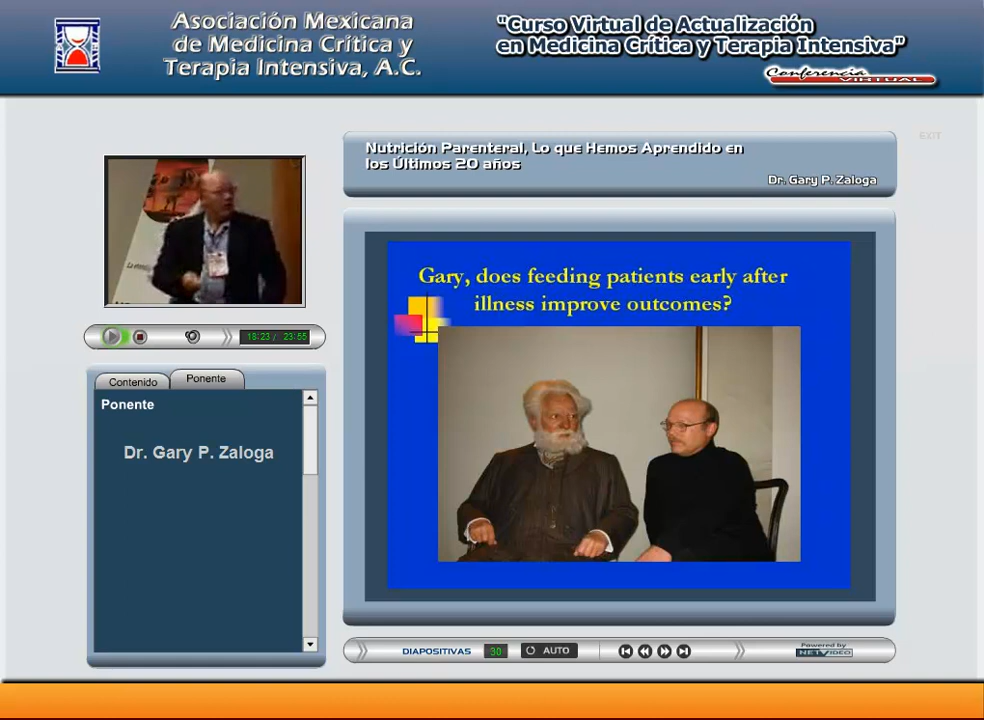 Asociación Mexicana
de Medicina Crítica y
Terapia Intensiva, A.C.
"Curso Virtual de Actualización
en Medicina Crítica y Terapia Intensiva"
Conferencia
VIRTUAL
EXIT
Nutrición Parenteral, Lo que Hemos Aprendido en
los Últimos 20 años
Dr. Gary P. Zaloga
Gary, does feeding patients early after
illness improve outcomes?
18:23 / 23:55
Contenido
Ponente
Ponente
Dr. Gary P. Zaloga
DIAPOSITIVAS
30
AUTO
Powered by
NETVIDEO